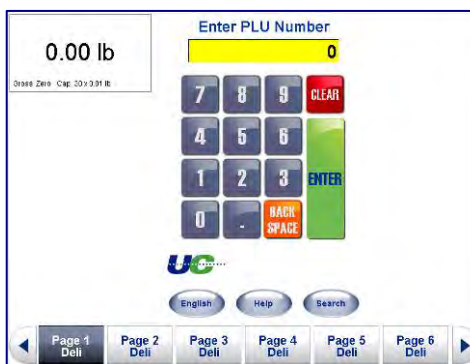 Enter PLU Number
0.00 lb
0
Gross Zero Cap. 30 x 0.01 lb
7 8 9 CLEAR
4 5 6
1 2 3 ENTER
0 . BACK SPACE
UC
English Help Search
Page 1 Deli
Page 2 Deli
Page 3 Deli
Page 4 Deli
Page 5 Deli
Page 6 Deli